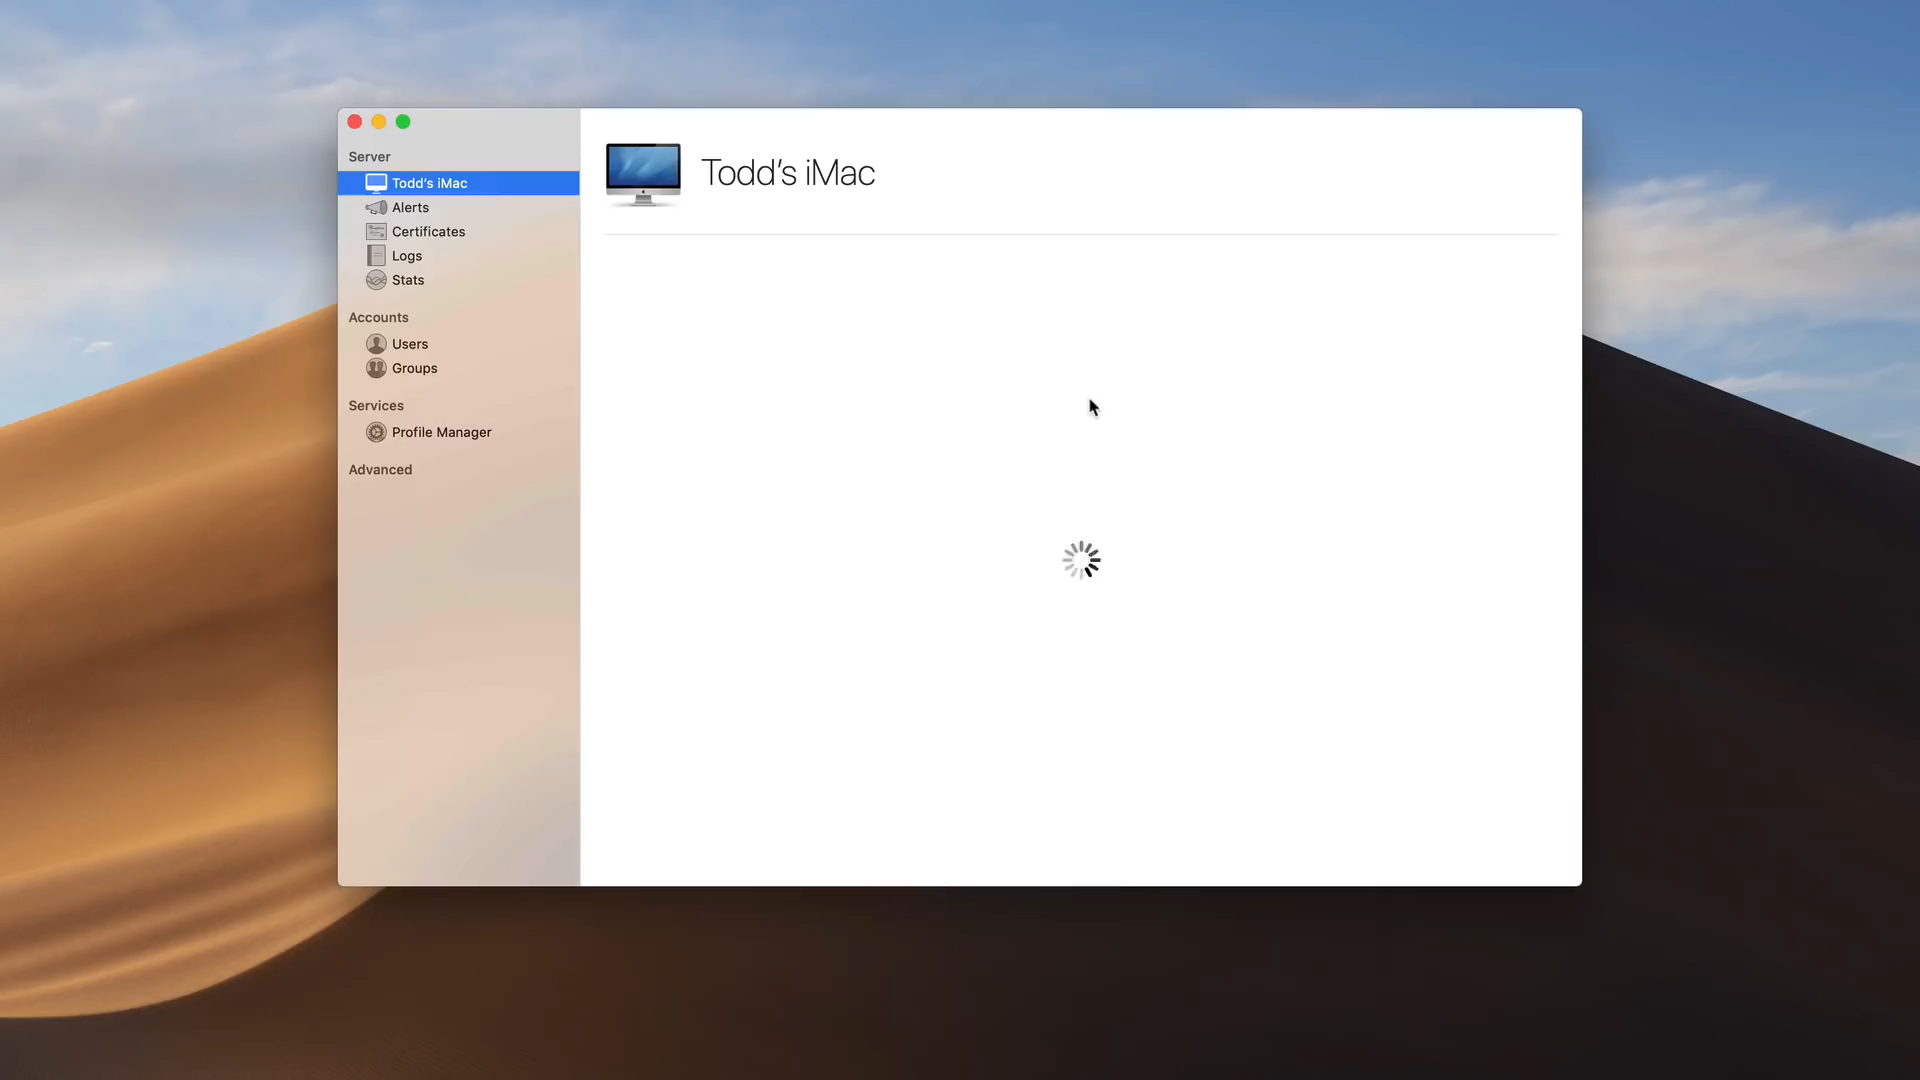 Server
Todd's iMac
Alerts
Certificates
Logs
Stats
Accounts
Users
Groups
Services
Profile Manager
Advanced
Todd's iMac